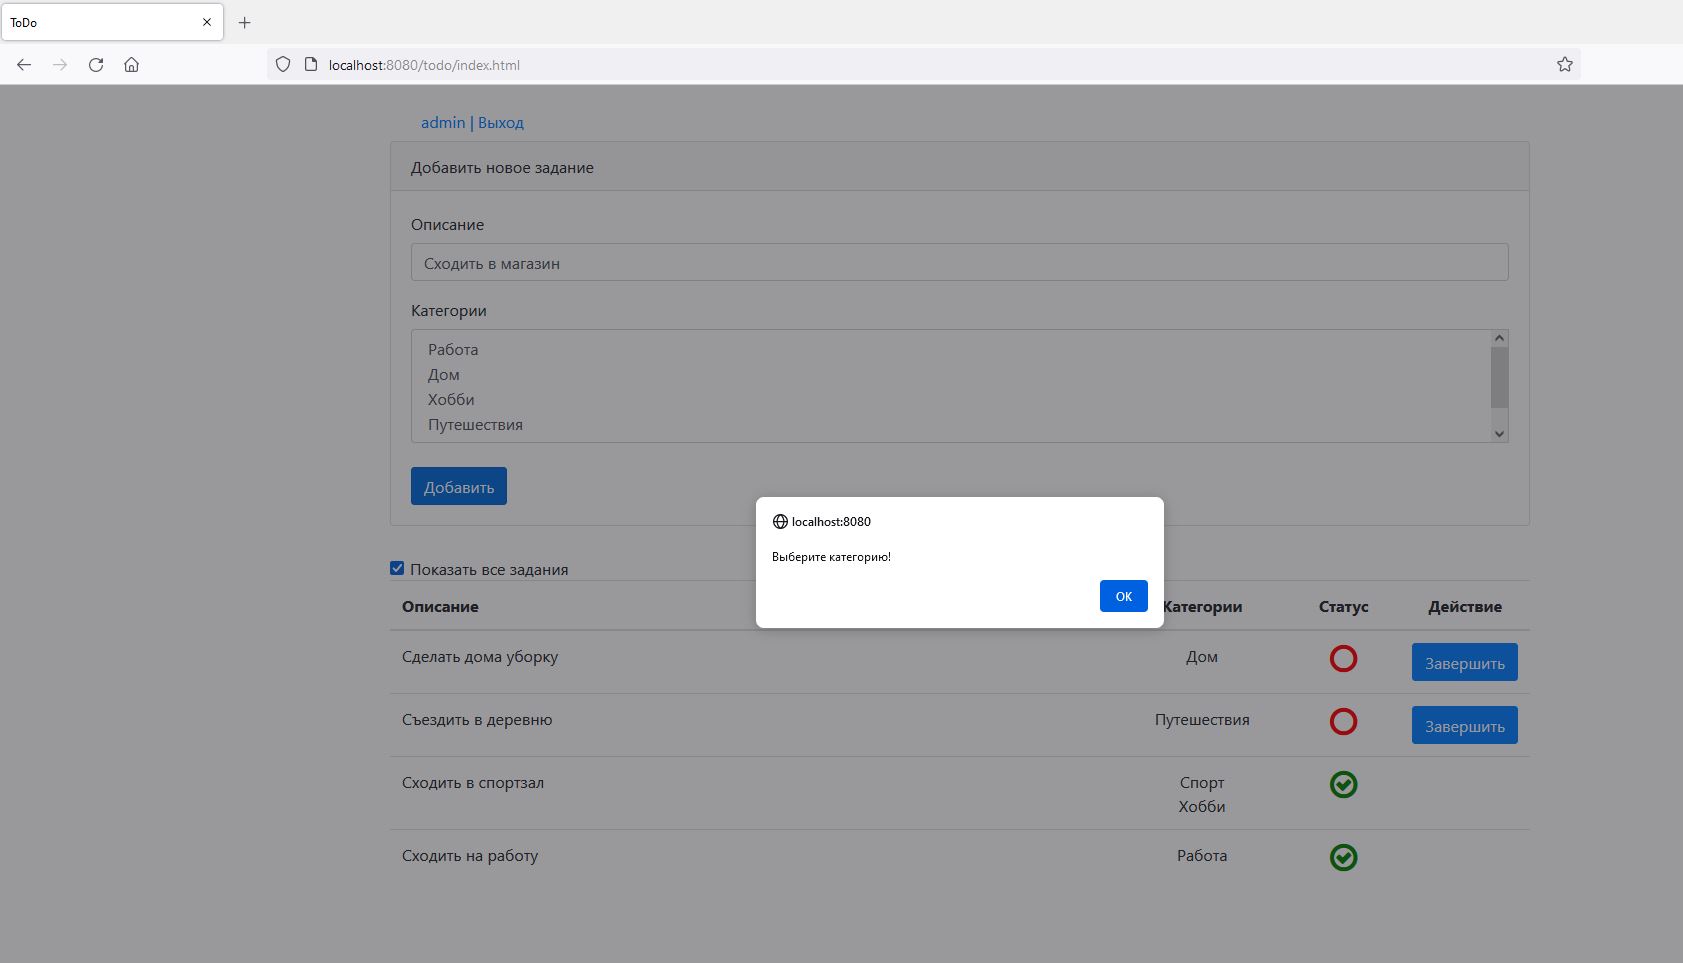 ToDo
localhost:8080/todo/index.html
admin | Выход
Добавить новое задание
Описание
Сходить в магазин
Категории
Работа
Дом
Хобби
Путешествия
Добавить
localhost:8080
Выберите категорию!
OK
Показать все задания
Описание Категории Статус Действие
Сделать дома уборку Дом Завершить
Съездить в деревню Путешествия Завершить
Сходить в спортзал Спорт
Хобби
Сходить на работу Работа